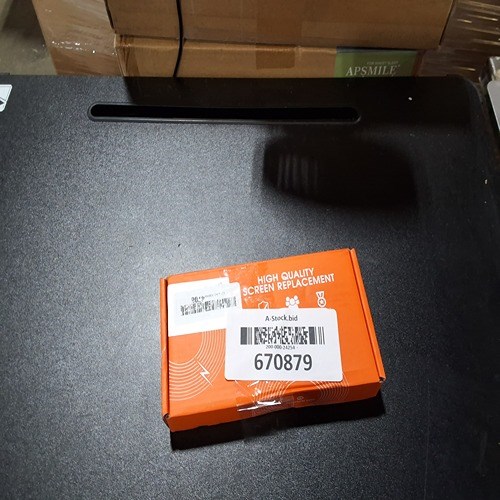 APSMILE
HIGH QUALITY
SCREEN REPLACEMENT
A-Stock.bid
670879